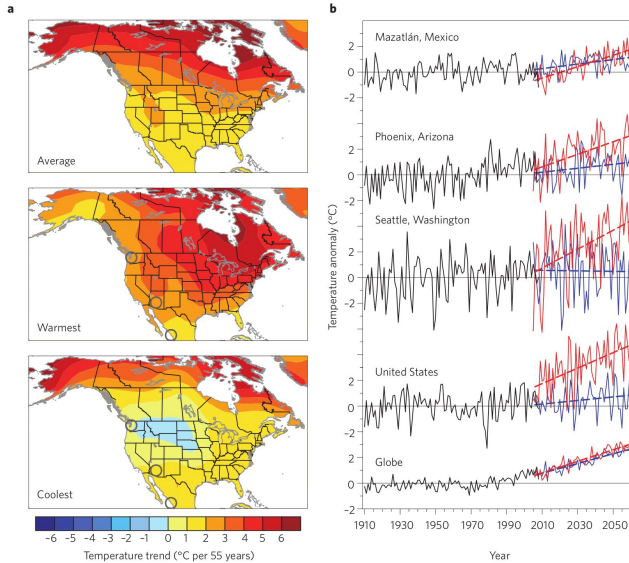 a
Average
Warmest
Coolest
-6 -5 -4 -3 -2 -1 0 1 2 3 4 5 6
Temperature trend (°C per 55 years)
b
Temperature anomaly (°C)
Mazatlán, Mexico
2
0
-2
Phoenix, Arizona
2
0
-2
Seattle, Washington
2
0
-2
United States
2
0
-2
Globe
2
0
-2
1910 1930 1950 1970 1990 2010 2030 2050
Year